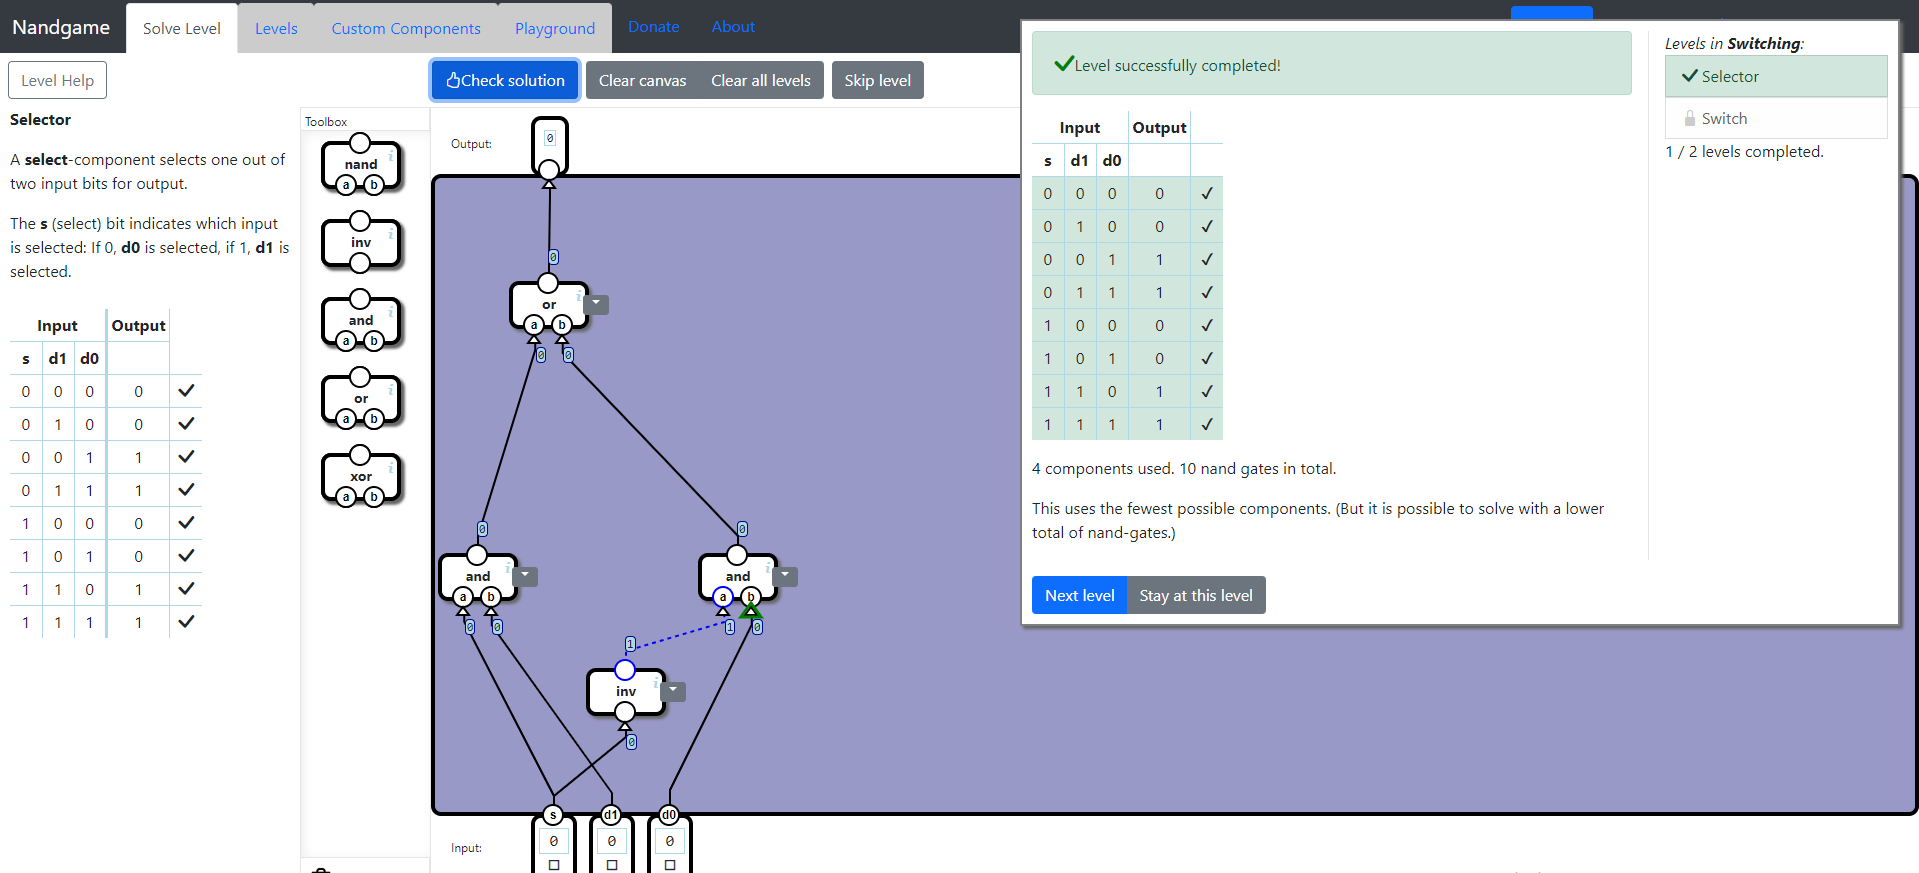 Nandgame
Solve Level
Levels
Custom Components
Playground
Donate
About
Level Help
Check solution
Clear canvas
Clear all levels
Skip level
Selector
A select-component selects one out of
two input bits for output.
The s (select) bit indicates which input
is selected: If 0, d0 is selected, if 1, d1 is
selected.
Input Output
s d1 d0
0 0 0 0 ✓
0 1 0 0 ✓
0 0 1 1 ✓
0 1 1 1 ✓
1 0 0 0 ✓
1 0 1 0 ✓
1 1 0 1 ✓
1 1 1 1 ✓
Toolbox
nand
i
a b
inv
i
and
i
a b
or
i
a b
xor
i
a b
Output:
0
0
or
i
a b
0 0
0
0
and
i
a b
0 0
and
i
a b
1 0
1
inv
i
0
s d1 d0
Input:
0 0 0
Level successfully completed!
Input Output
s d1 d0
0 0 0 0 ✓
0 1 0 0 ✓
0 0 1 1 ✓
0 1 1 1 ✓
1 0 0 0 ✓
1 0 1 0 ✓
1 1 0 1 ✓
1 1 1 1 ✓
4 components used. 10 nand gates in total.
This uses the fewest possible components. (But it is possible to solve with a lower
total of nand-gates.)
Next level
Stay at this level
Levels in Switching:
Selector
Switch
1 / 2 levels completed.